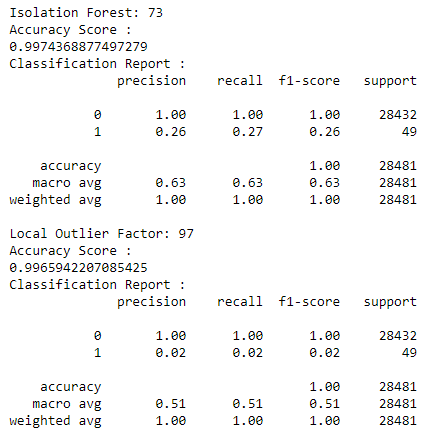 Isolation Forest: 73
Accuracy Score :
0.9974368877497279
Classification Report :
precision recall f1-score support
0 1.00 1.00 1.00 28432
1 0.26 0.27 0.26 49
accuracy 1.00 28481
macro avg 0.63 0.63 0.63 28481
weighted avg 1.00 1.00 1.00 28481
Local Outlier Factor: 97
Accuracy Score :
0.9965942207085425
Classification Report :
precision recall f1-score support
0 1.00 1.00 1.00 28432
1 0.02 0.02 0.02 49
accuracy 1.00 28481
macro avg 0.51 0.51 0.51 28481
weighted avg 1.00 1.00 1.00 28481